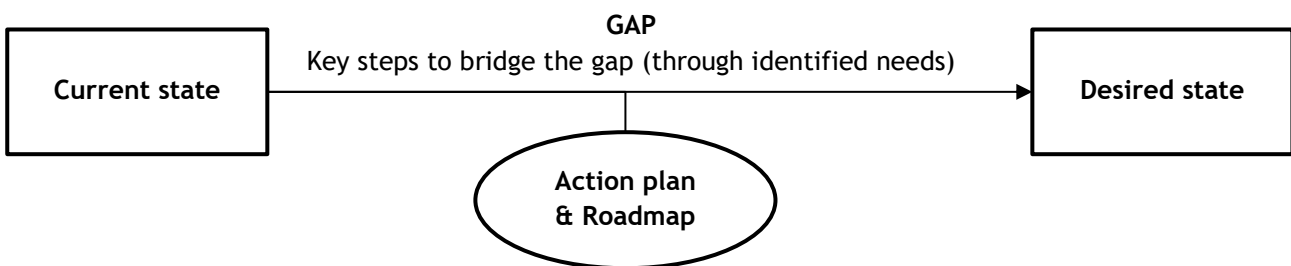 GAP
Key steps to bridge the gap (through identified needs)
Current state
Desired state
Action plan
& Roadmap